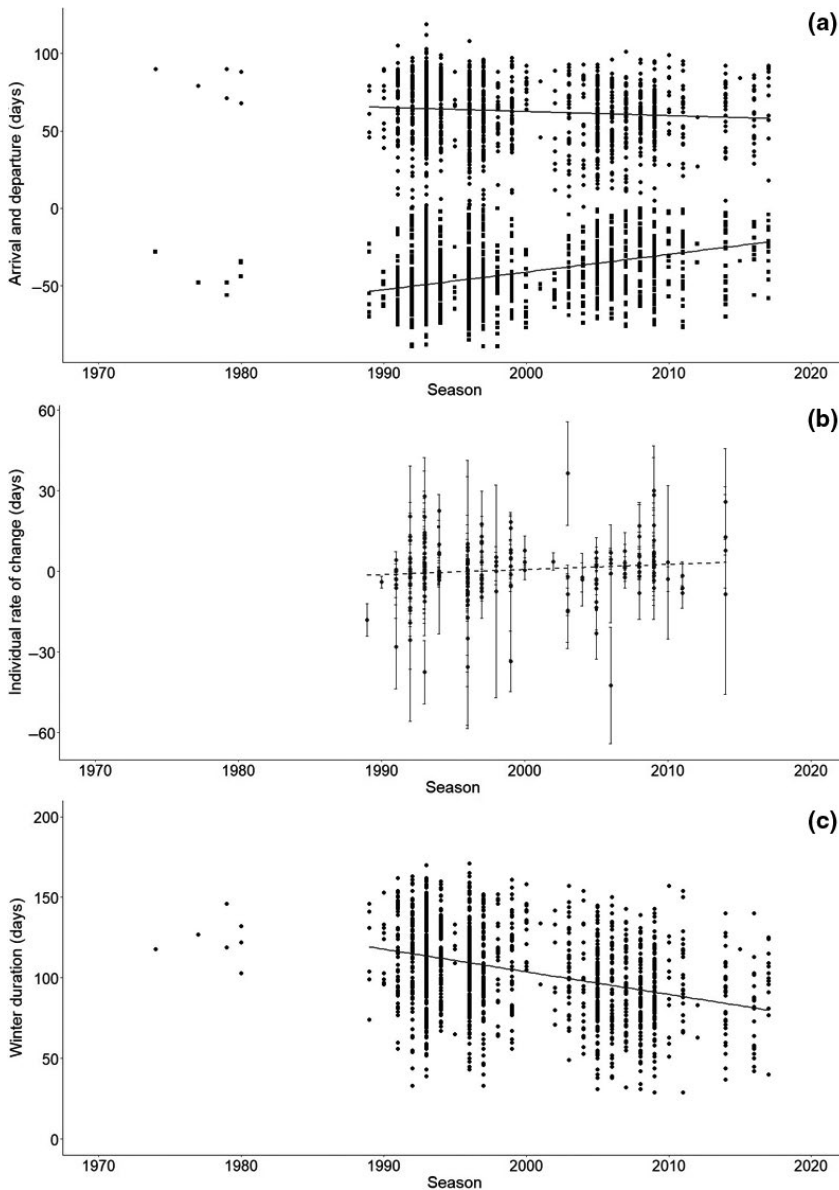 (a)
Arrival and departure (days)
100
50
0
−50
1970 1980 1990 2000 2010 2020
Season
(b)
Individual rate of change (days)
60
30
0
−30
−60
1970 1980 1990 2000 2010 2020
Season
(c)
Winter duration (days)
200
150
100
50
0
1970 1980 1990 2000 2010 2020
Season